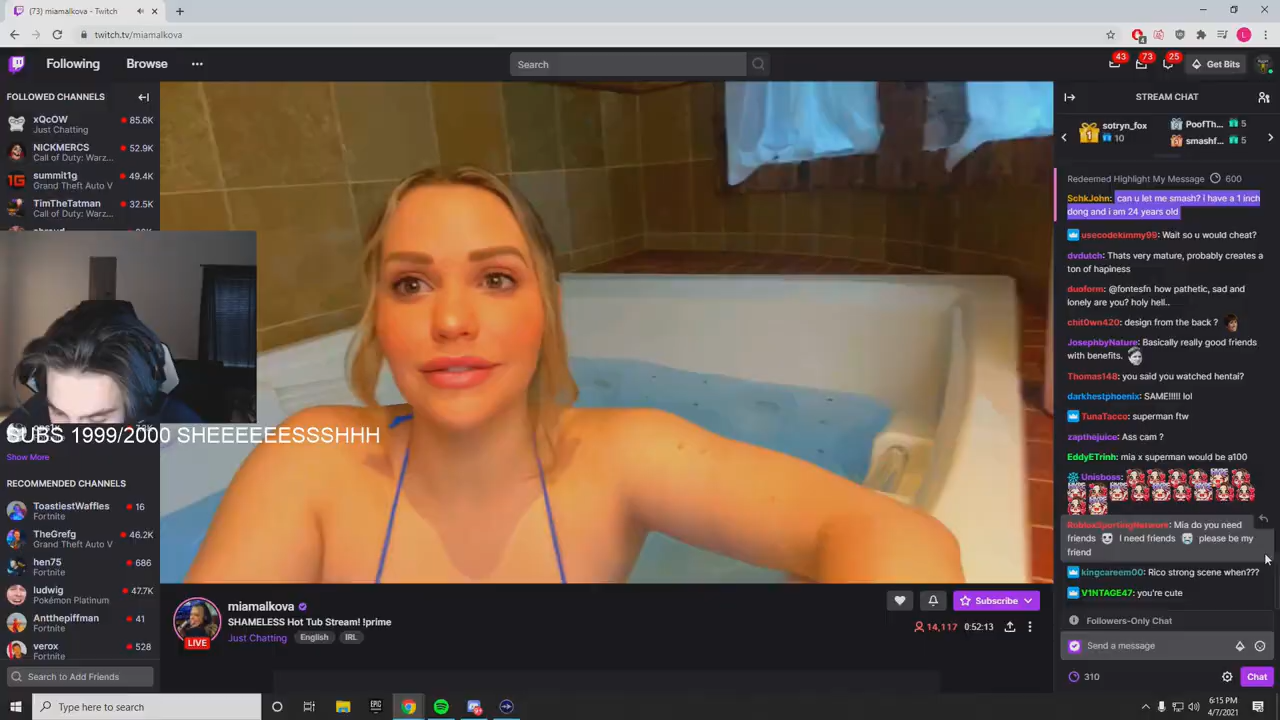 (73) miamalkova - Twitch
twitch.tv/miamalkova
Following
Browse
Search
43
73
25
Get Bits
FOLLOWED CHANNELS
xQcOW
85.6K
Just Chatting
NICKMERCS
52.9K
Call of Duty: Warz...
summit1g
49.4K
Grand Theft Auto V
TimTheTatman
32.5K
Call of Duty: Warz...
SUBS 1999/2000 SHEEEEEESSSHHH
Show More
RECOMMENDED CHANNELS
ToastiestWaffles
16
Fortnite
TheGrefg
46.2K
Fortnite
hen75
686
Fortnite
ludwig
47.7K
Pokémon Platinum
Antthepiffman
41
Fortnite
verox
528
Fortnite
Search to Add Friends
LIVE
miamalkova
SHAMELESS Hot Tub Stream! !prime
Just Chatting
English
IRL
Subscribe
14,117
0:52:13
STREAM CHAT
1
sotryn_fox
10
PoofTh...
5
smashf...
5
Redeemed Highlight My Message
600
SchkJohn: can u let me smash? i have a 1 inch
dong and i am 24 years old
usecodekimmy99: Wait so u would cheat?
dvdutch: Thats very mature, probably creates a
ton of hapiness
duoform: @fontesfn how pathetic, sad and
lonely are you? holy hell..
chit0wn420: design from the back ?
JosephbyNature: Basically really good friends
with benefits.
Thomas148: you said you watched hentai?
darkhestphoenix: SAME!!!!! lol
TunaTacco: superman ftw
zapthejuice: Ass cam ?
EddyETrinh: mia x superman would be a100
Unisboss:
Mia do you need
friends I need friends please be my
friend
kingcareem00: Rico strong scene when???
V1NTAGE47: you're cute
Followers-Only Chat
Send a message
310
Chat
Type here to search
6:15 PM
4/7/2021